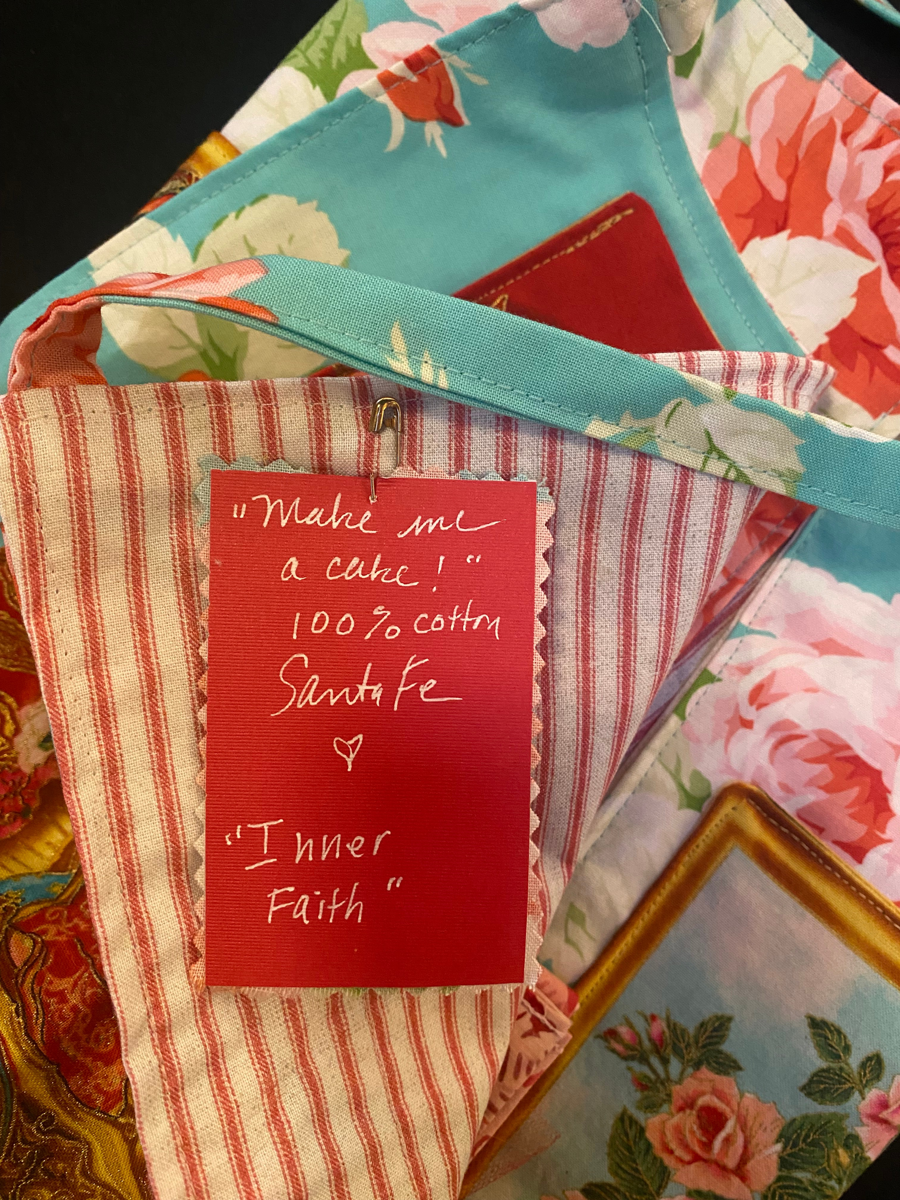 "Make me
a cake!"
100% cotton
Santa Fe
"Inner
Faith"